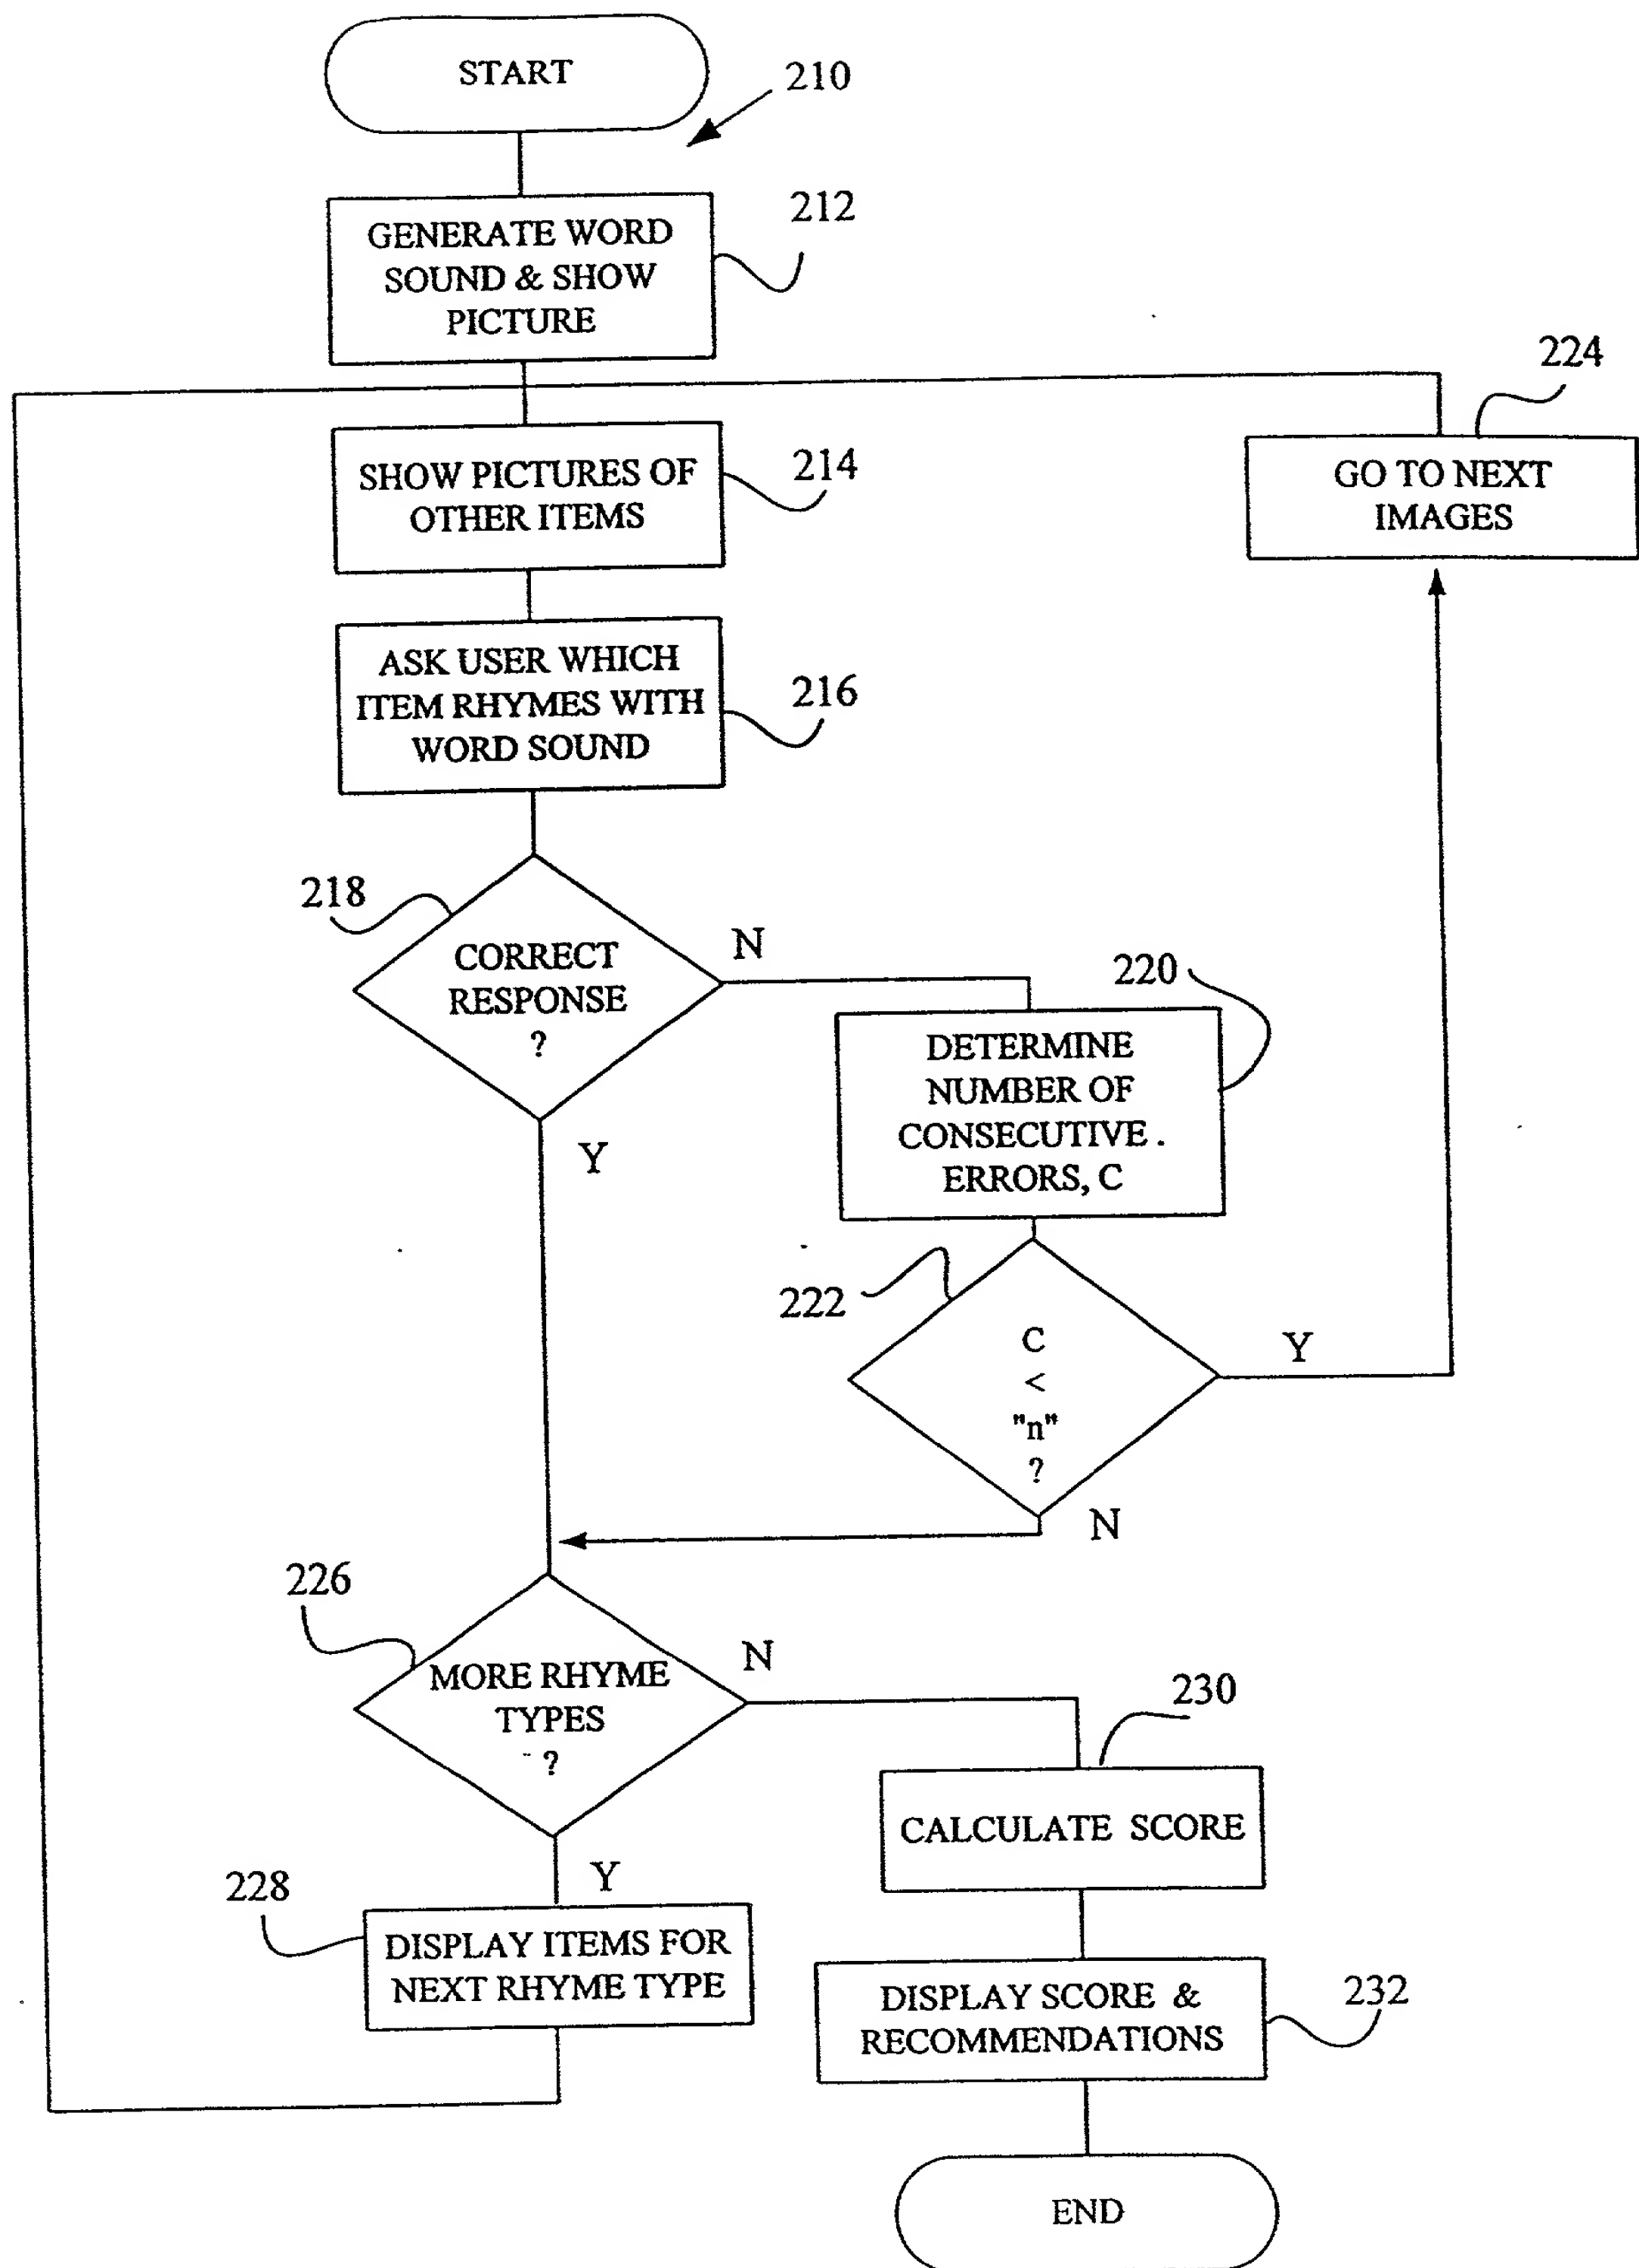 START
210
GENERATE WORD
SOUND & SHOW
PICTURE
212
224
SHOW PICTURES OF
OTHER ITEMS
214
GO TO NEXT
IMAGES
ASK USER WHICH
ITEM RHYMES WITH
WORD SOUND
216
218
CORRECT
RESPONSE
?
N
Y
220
DETERMINE
NUMBER OF
CONSECUTIVE .
ERRORS, C
222
C
<
"n"
?
Y
N
226
MORE RHYME
TYPES
?
N
Y
230
CALCULATE SCORE
228
DISPLAY ITEMS FOR
NEXT RHYME TYPE
DISPLAY SCORE &
RECOMMENDATIONS
232
END